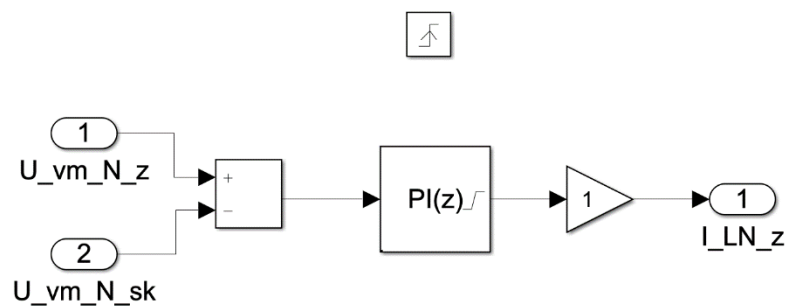 1
U_vm_N_z
+
−
PI(z)
1
1
I_LN_z
2
U_vm_N_sk